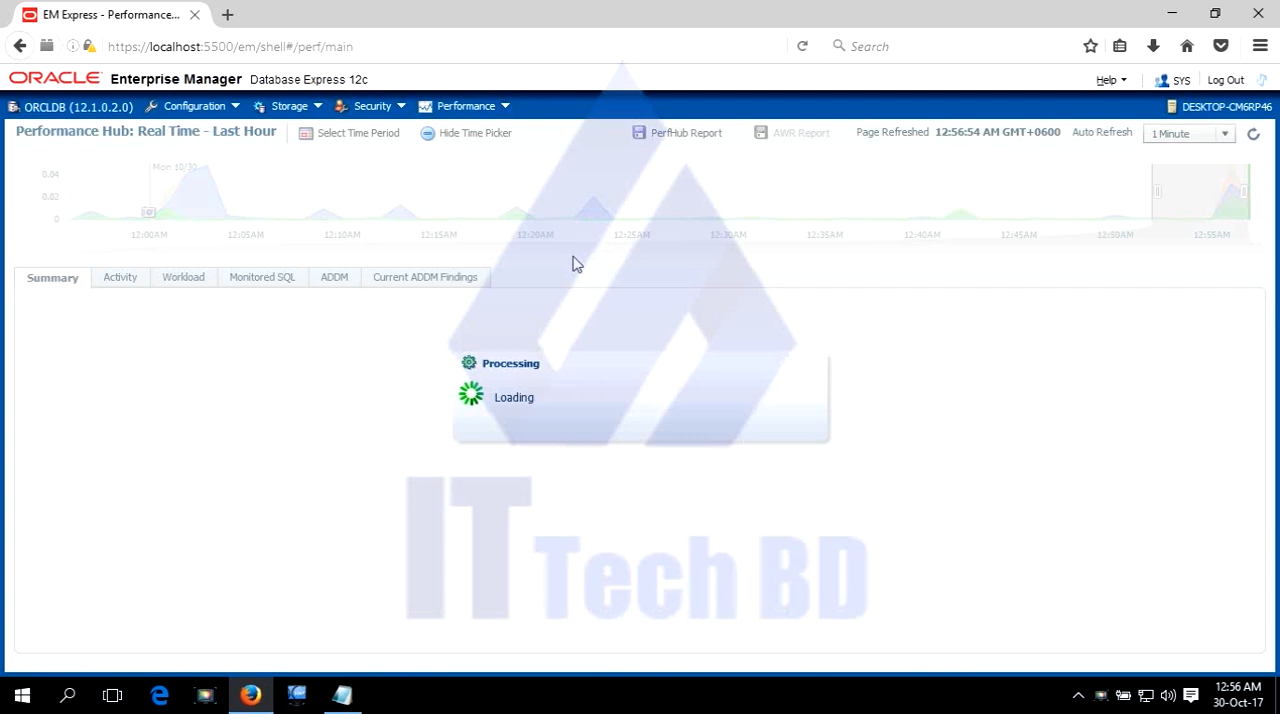 EM Express - Performance...
https://localhost:5500/em/shell#/perf/main
Search
ORACLE Enterprise Manager Database Express 12c
Help
SYS
Log Out
ORCLDB (12.1.0.2.0) Configuration Storage Security Performance
DESKTOP-CM6RP46
Performance Hub: Real Time - Last Hour
Select Time Period
Hide Time Picker
PerfHub Report
AWR Report
Page Refreshed 12:56:54 AM GMT+0600
Auto Refresh
1 Minute
Mon 10/30
0.04
0.02
0
12:00AM 12:05AM 12:10AM 12:15AM 12:20AM 12:25AM 12:30AM 12:35AM 12:40AM 12:45AM 12:50AM 12:55AM
Summary Activity Workload Monitored SQL ADDM Current ADDM Findings
Processing
Loading
IT Tech BD
12:56 AM
30-Oct-17